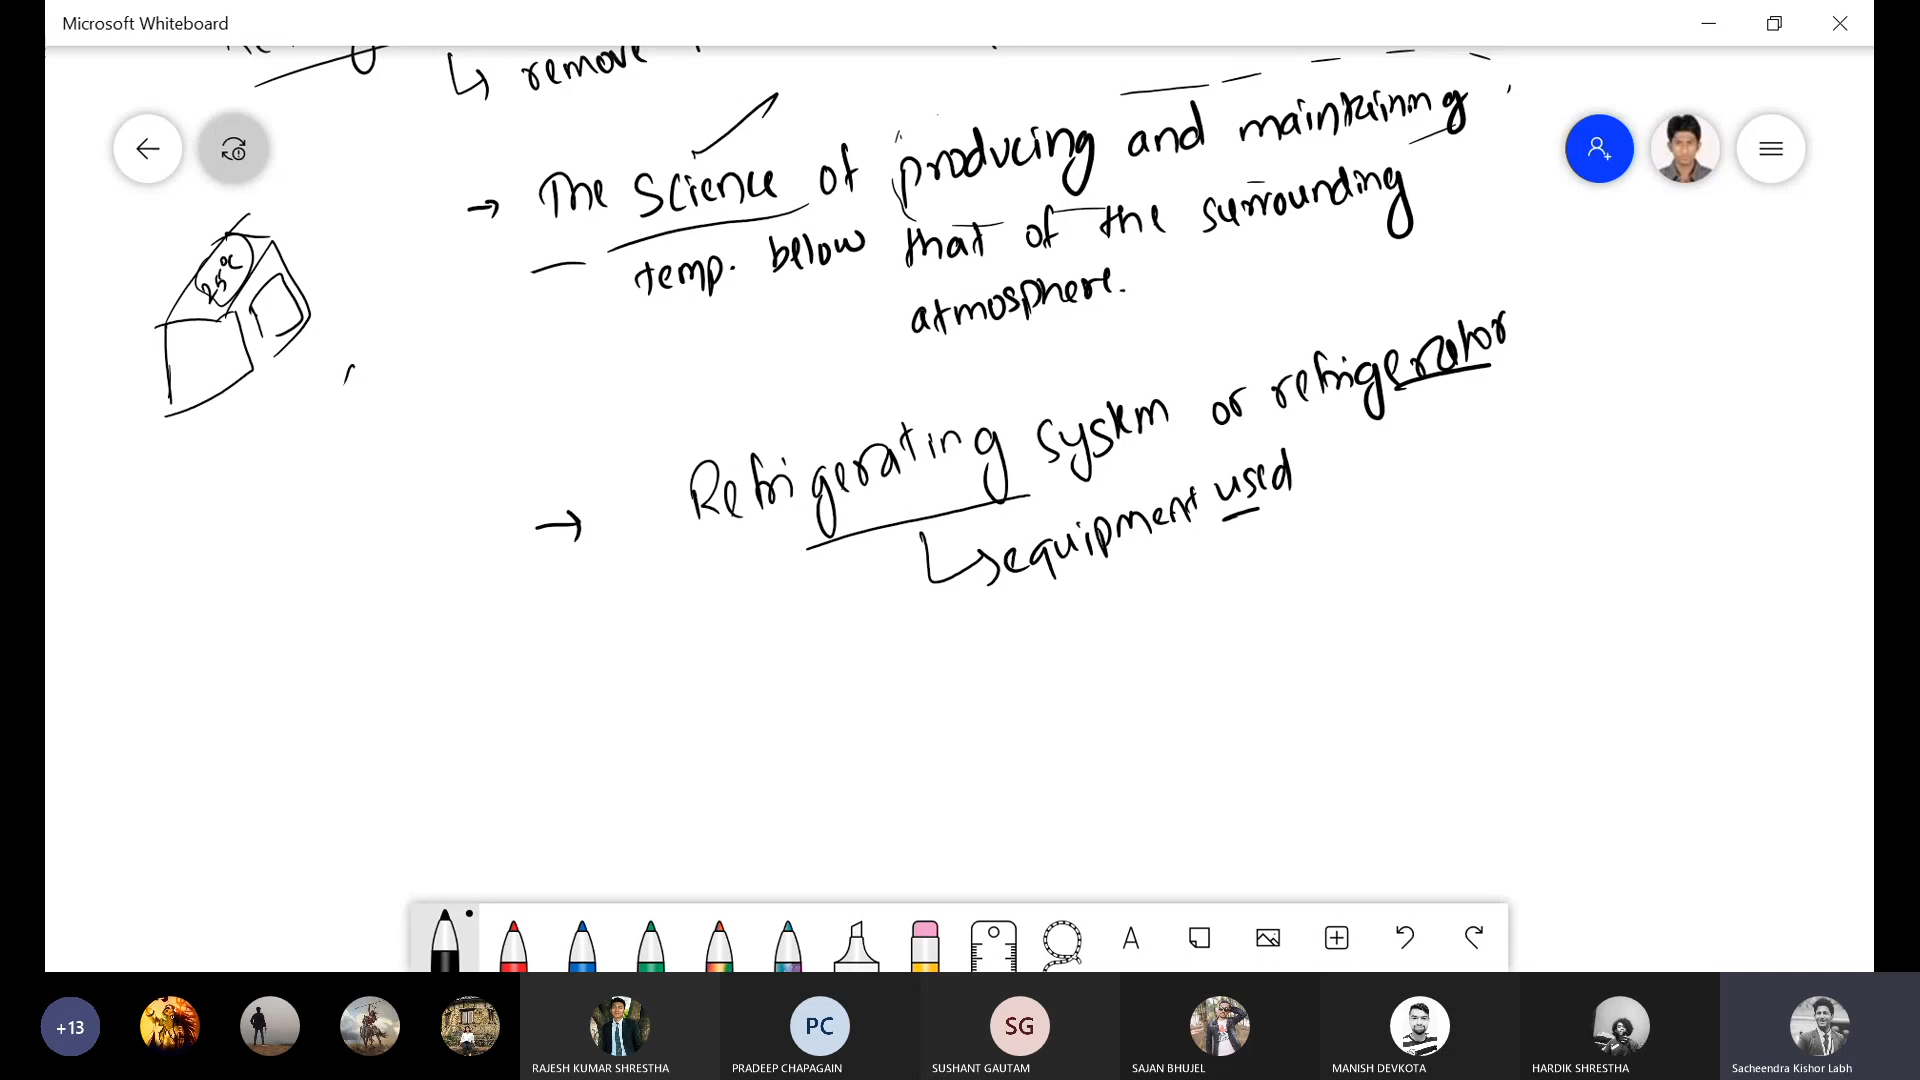 Microsoft Whiteboard
↳ remove
→ The Science of producing and maintaining
temp. below that of the surrounding
atmosphere.
25°C
→ Refrigerating system or refrigerator
↳ equipment used
A
+13
PC
SG
RAJESH KUMAR SHRESTHA
PRADEEP CHAPAGAIN
SUSHANT GAUTAM
SAJAN BHUJEL
MANISH DEVKOTA
HARDIK SHRESTHA
Sacheendra Kishor Labh